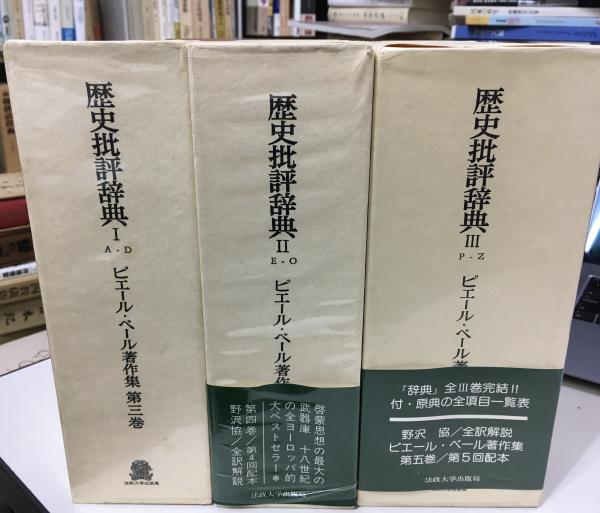 歴史批評辞典 I
A-D
ピエール・ベール著作集 第三巻
法政大学出版局
歴史批評辞典 II
E-O
ピエール・ベール著作
啓蒙思想の最大の
武器庫 十八世紀
の全ヨーロッパ的
大ベストセラー*
第四巻/第4回配本
野沢協/全訳解説
法政大学出版局
歴史批評辞典 III
P-Z
ピエール・ベール著
『辞典』全III巻完結!!
付・原典の全項目一覧表
野沢 協/全訳解説
ピエール・ベール著作集
第五巻/第5回配本
法政大学出版局